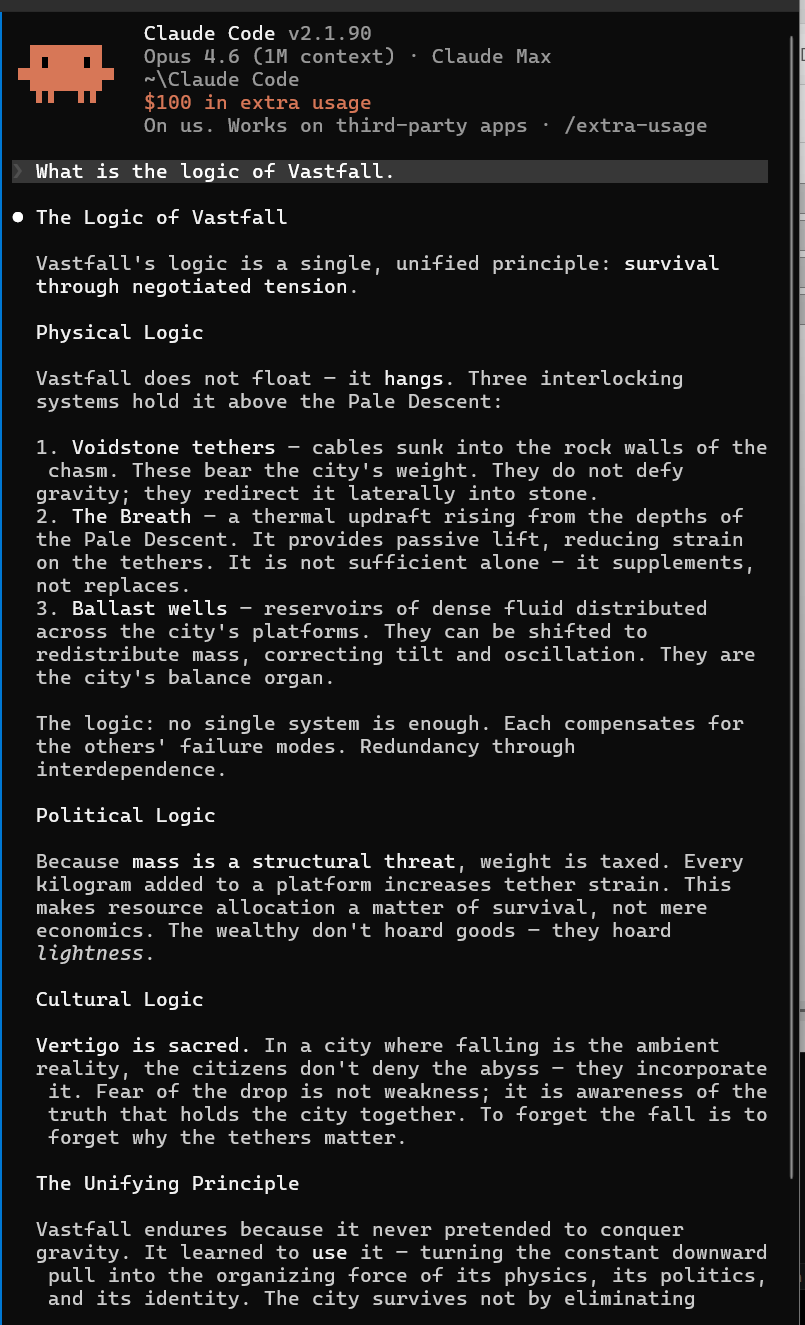 Claude Code v2.1.90
Opus 4.6 (1M context) · Claude Max
~\Claude Code
$100 in extra usage
On us. Works on third-party apps · /extra-usage
❯ What is the logic of Vastfall.
● The Logic of Vastfall
Vastfall's logic is a single, unified principle: survival
through negotiated tension.
Physical Logic
Vastfall does not float — it hangs. Three interlocking
systems hold it above the Pale Descent:
1. Voidstone tethers — cables sunk into the rock walls of the
chasm. These bear the city's weight. They do not defy
gravity; they redirect it laterally into stone.
2. The Breath — a thermal updraft rising from the depths of
the Pale Descent. It provides passive lift, reducing strain
on the tethers. It is not sufficient alone — it supplements,
not replaces.
3. Ballast wells — reservoirs of dense fluid distributed
across the city's platforms. They can be shifted to
redistribute mass, correcting tilt and oscillation. They are
the city's balance organ.
The logic: no single system is enough. Each compensates for
the others' failure modes. Redundancy through
interdependence.
Political Logic
Because mass is a structural threat, weight is taxed. Every
kilogram added to a platform increases tether strain. This
makes resource allocation a matter of survival, not mere
economics. The wealthy don't hoard goods — they hoard
lightness.
Cultural Logic
Vertigo is sacred. In a city where falling is the ambient
reality, the citizens don't deny the abyss — they incorporate
it. Fear of the drop is not weakness; it is awareness of the
truth that holds the city together. To forget the fall is to
forget why the tethers matter.
The Unifying Principle
Vastfall endures because it never pretended to conquer
gravity. It learned to use it — turning the constant downward
pull into the organizing force of its physics, its politics,
and its identity. The city survives not by eliminating